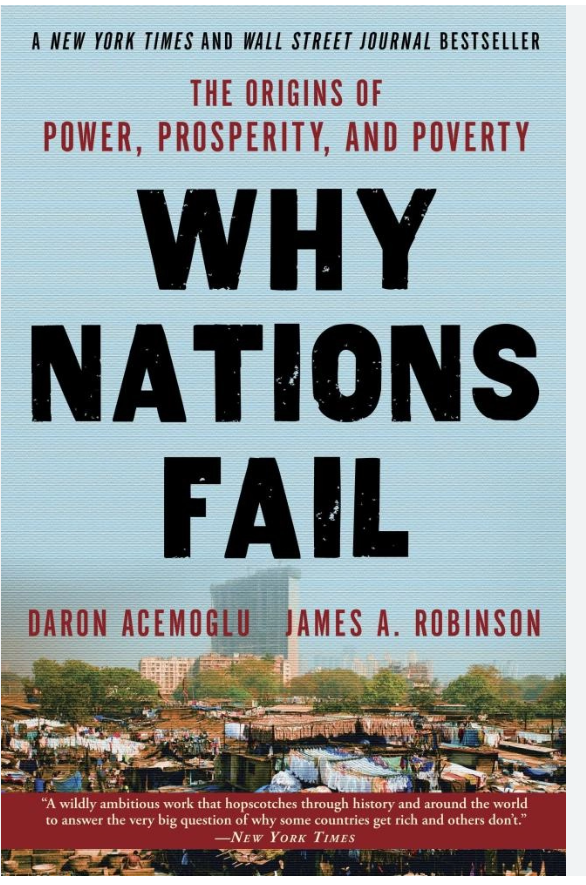 A NEW YORK TIMES AND WALL STREET JOURNAL BESTSELLER
THE ORIGINS OF
POWER, PROSPERITY, AND POVERTY
WHY
NATIONS
FAIL
DARON ACEMOGLU JAMES A. ROBINSON
“A wildly ambitious work that hopscotches through history and around the world
to answer the very big question of why some countries get rich and others don’t.”
—NEW YORK TIMES